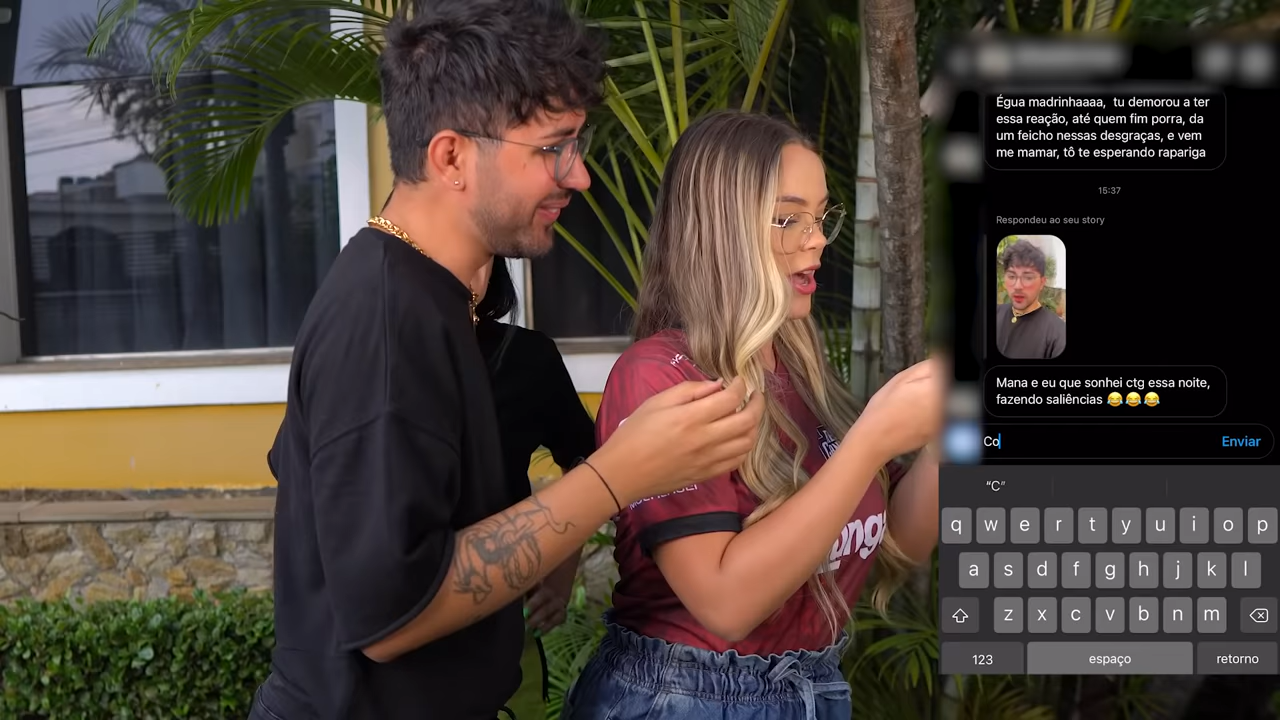 Égua madrinhaaaa, tu demorou a ter
essa reação, até quem fim porra, da
um feicho nessas desgraças, e vem
me mamar, tô te esperando rapariga
15:37
Respondeu ao seu story
Mana e eu que sonhei ctg essa noite,
fazendo saliências 😂😂😂
Co
Enviar
“C”
q w e r t y u i o p
a s d f g h j k l
z x c v b n m
123 espaço retorno